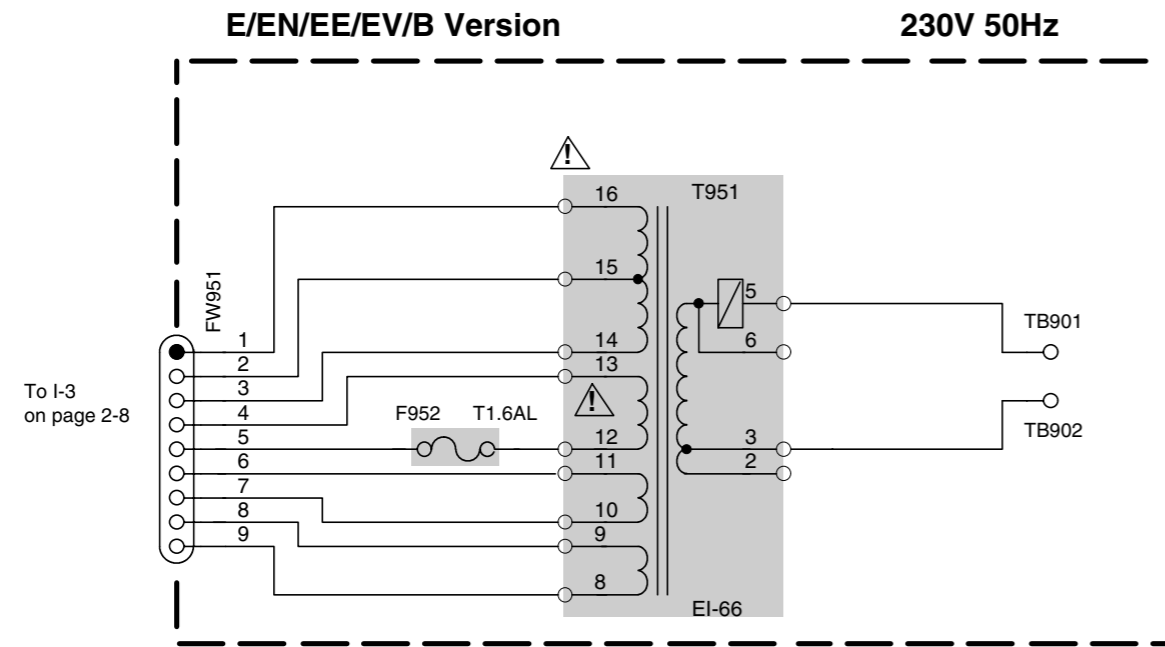 E/EN/EE/EV/B Version
230V 50Hz
!
16
T951
15
FW951
5
1
14
6
TB901
2
13
3
To I-3
on page 2-8
4
F952
T1.6AL
!
TB902
5
12
3
6
11
2
7
8
10
9
9
8
EI-66